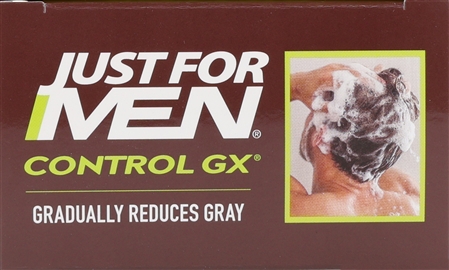 JUST FOR
MEN®
CONTROL GX®
GRADUALLY REDUCES GRAY